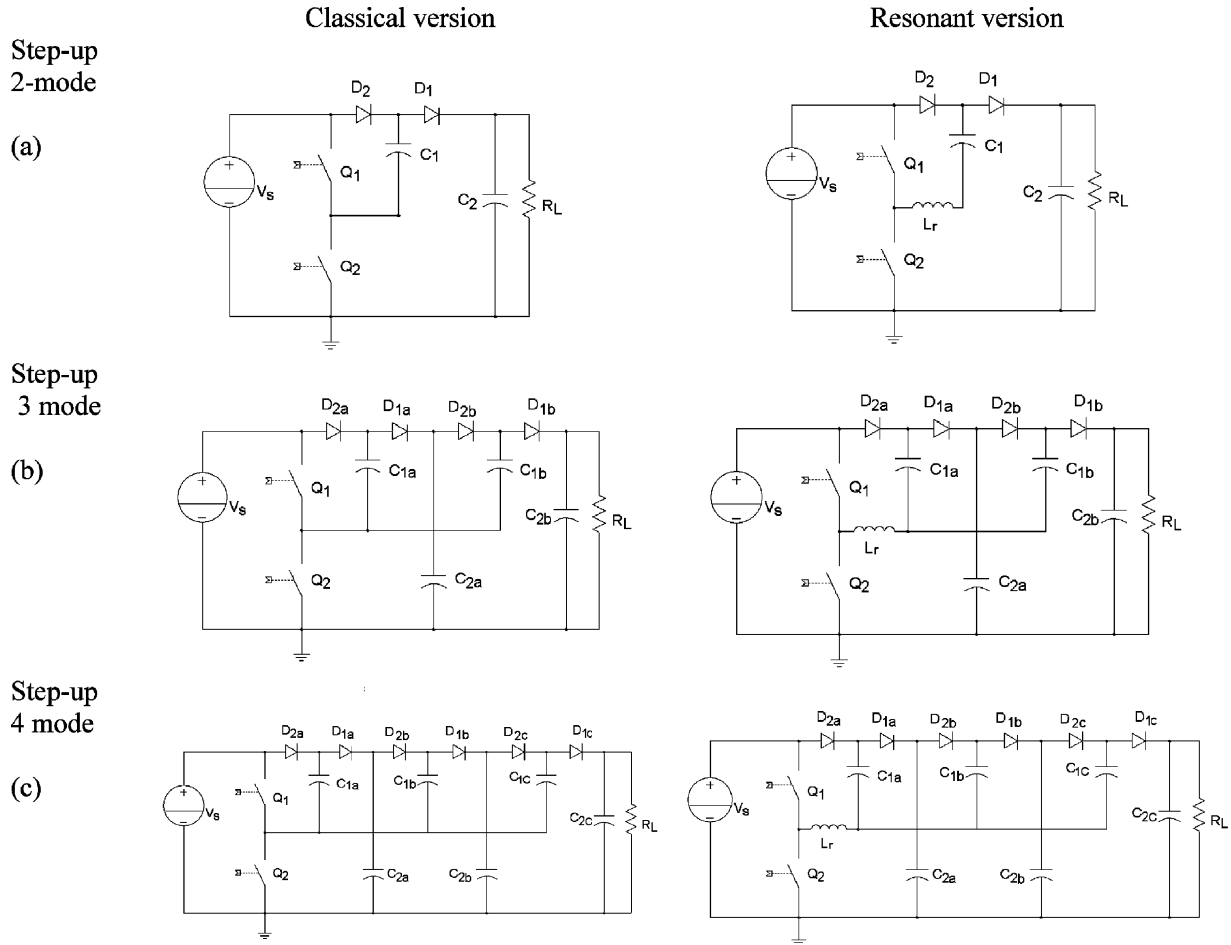 Classical version
Resonant version
Step-up
2-mode
(a)
D2
D1
C1
Q1
Vs
Q2
C2
RL
D2
D1
C1
Q1
Vs
Lr
Q2
C2
RL
Step-up
3 mode
(b)
D2a
D1a
D2b
D1b
C1a
C1b
Q1
Vs
C2b
RL
Q2
C2a
D2a
D1a
D2b
D1b
C1a
C1b
Q1
Vs
Lr
C2b
RL
Q2
C2a
Step-up
4 mode
(c)
D2a
D1a
D2b
D1b
D2c
D1c
C1a
C1b
C1C
Q1
Vs
C2C
RL
Q2
C2a
C2b
D2a
D1a
D2b
D1b
D2c
D1c
C1a
C1b
C1C
Q1
Vs
Lr
C2C
RL
Q2
C2a
C2b